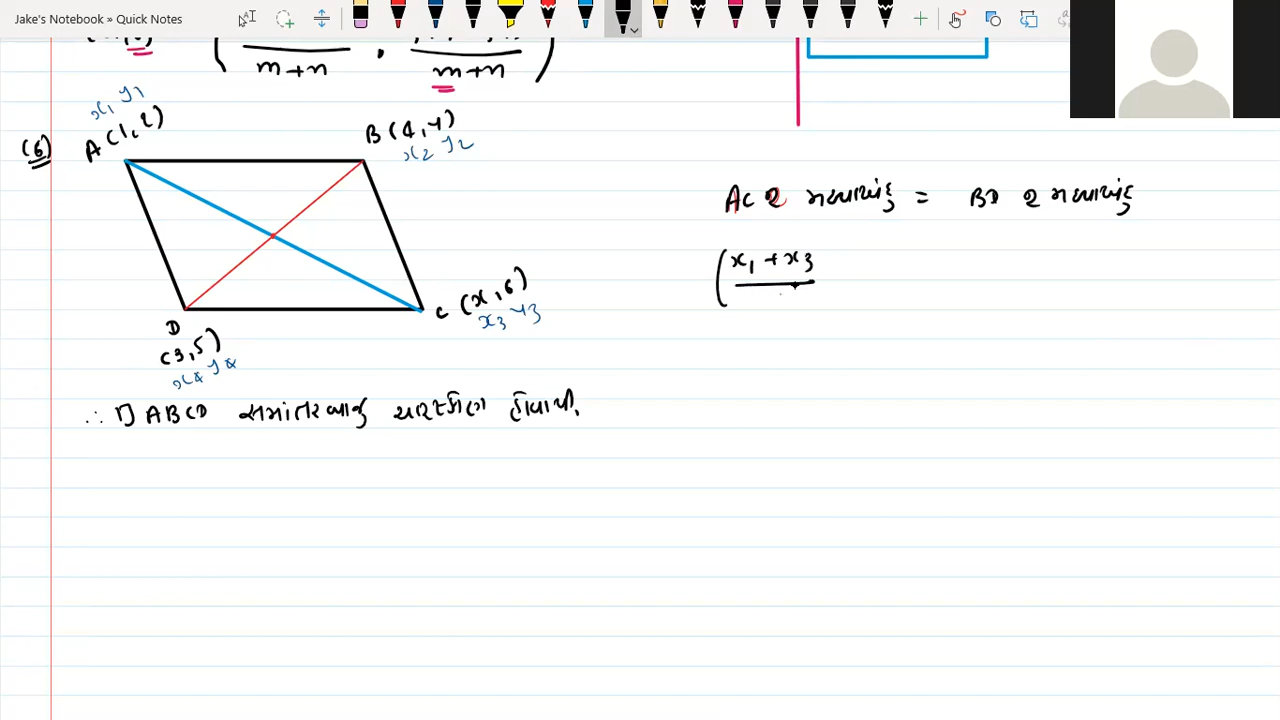 Jake's Notebook » Quick Notes
m+n , m+n
x₁ y₁
A (1, 2)
B (4, y)
x₂ y₂
(6)
AC નું મધ્યબિંદુ = BD નું મધ્યબિંદુ
(x₁ + x₃
C (x, 6)
x₃ y₃
D
(3, 5)
x₄ y₄
∴ □ ABCD સમાંતરબાજુ ચતુષ્કોણ હોવાથી,